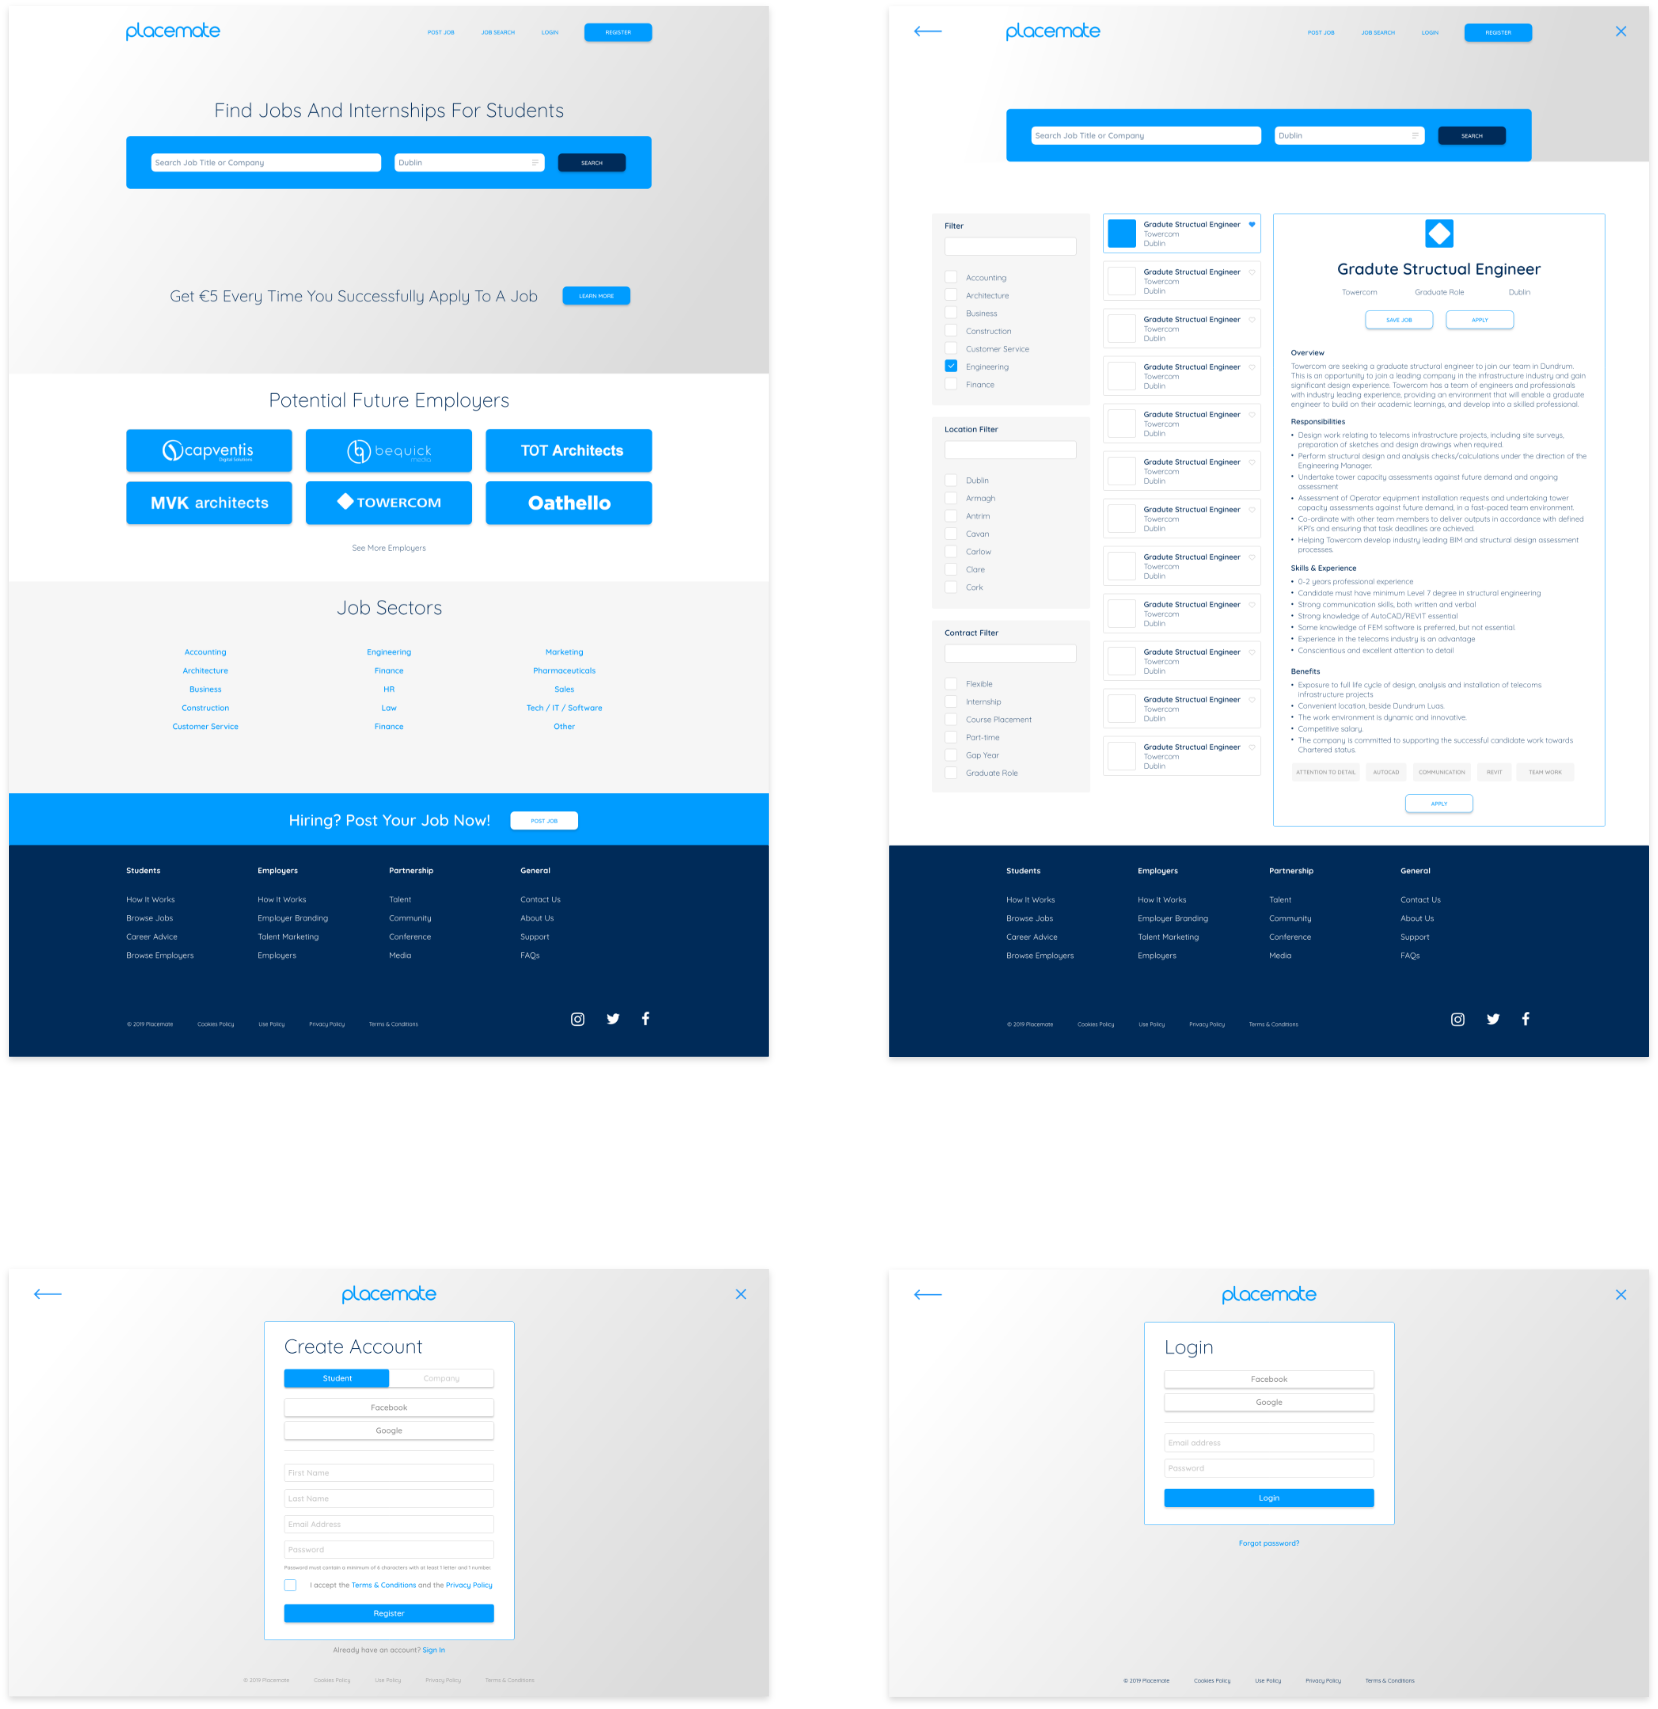 placemate
POST JOB
JOB SEARCH
LOGIN
REGISTER
Find Jobs And Internships For Students
Search Job Title or Company
Dublin
SEARCH
Get €5 Every Time You Successfully Apply To A Job
LEARN MORE
Potential Future Employers
capventis
Digital Solutions
bequick
media
TOT Architects
MVK architects
TOWERCOM
Oathello
See More Employers
Job Sectors
Accounting
Engineering
Marketing
Architecture
Finance
Pharmaceuticals
Business
HR
Sales
Construction
Law
Tech / IT / Software
Customer Service
Finance
Other
Hiring? Post Your Job Now!
POST JOB
Students
Employers
Partnership
General
How It Works
How It Works
Talent
Contact Us
Browse Jobs
Employer Branding
Community
About Us
Career Advice
Talent Marketing
Conference
Support
Browse Employers
Employers
Media
FAQs
© 2019 Placemate
Cookies Policy
Use Policy
Privacy Policy
Terms & Conditions
placemate
POST JOB
JOB SEARCH
LOGIN
REGISTER
Search Job Title or Company
Dublin
SEARCH
Filter
Accounting
Architecture
Business
Construction
Customer Service
Engineering
Finance
Location Filter
Dublin
Armagh
Antrim
Cavan
Carlow
Clare
Cork
Contract Filter
Flexible
Internship
Course Placement
Part-time
Gap Year
Graduate Role
Gradute Structual Engineer
Towercom
Dublin
Gradute Structual Engineer
Towercom
Dublin
Gradute Structual Engineer
Towercom
Dublin
Gradute Structual Engineer
Towercom
Dublin
Gradute Structual Engineer
Towercom
Dublin
Gradute Structual Engineer
Towercom
Dublin
Gradute Structual Engineer
Towercom
Dublin
Gradute Structual Engineer
Towercom
Dublin
Gradute Structual Engineer
Towercom
Dublin
Gradute Structual Engineer
Towercom
Dublin
Gradute Structual Engineer
Towercom
Dublin
Gradute Structual Engineer
Towercom
Dublin
Gradute Structual Engineer
Towercom
Graduate Role
Dublin
SAVE JOB
APPLY
Overview
Towercom are seeking a graduate structural engineer to join our team in Dundrum.
This is an opportunity to join a leading company in the infrastructure industry and gain
significant design experience. Towercom has a team of engineers and professionals
with industry leading experience, providing an environment that will enable a graduate
engineer to build on their academic learnings, and develop into a skilled professional.
Responsibilities
• Design work relating to telecoms infrastructure projects, including site surveys,
preparation of sketches and design drawings when required.
• Perform structural design and analysis checks/calculations under the direction of the
Engineering Manager.
• Undertake tower capacity assessments against future demand and ongoing
assessment
• Assessment of Operator equipment installation requests and undertaking tower
capacity assessments against future demand, in a fast-paced team environment.
• Co-ordinate with other team members to deliver outputs in accordance with defined
KPI's and ensuring that task deadlines are achieved.
• Helping Towercom develop industry leading BIM and structural design assessment
processes.
Skills & Experience
• 0-2 years professional experience
• Candidate must have minimum Level 7 degree in structural engineering
• Strong communication skills, both written and verbal
• Strong knowledge of AutoCAD/REVIT essential
• Some knowledge of FEM software is preferred, but not essential.
• Experience in the telecoms industry is an advantage
• Conscientious and excellent attention to detail
Benefits
• Exposure to full life cycle of design, analysis and installation of telecoms
infrastructure projects
• Convenient location, beside Dundrum Luas.
• The work environment is dynamic and innovative.
• Competitive salary.
• The company is committed to supporting the successful candidate work towards
Chartered status.
ATTENTION TO DETAIL
AUTOCAD
COMMUNICATION
REVIT
TEAM WORK
APPLY
Students
Employers
Partnership
General
How It Works
How It Works
Talent
Contact Us
Browse Jobs
Employer Branding
Community
About Us
Career Advice
Talent Marketing
Conference
Support
Browse Employers
Employers
Media
FAQs
© 2019 Placemate
Cookies Policy
Use Policy
Privacy Policy
Terms & Conditions
placemate
Create Account
Student
Company
Facebook
Google
First Name
Last Name
Email Address
Password
Password must contain a minimum of 6 characters with at least 1 letter and 1 number.
I accept the Terms & Conditions and the Privacy Policy
Register
Already have an account? Sign In
© 2019 Placemate
Cookies Policy
Use Policy
Privacy Policy
Terms & Conditions
placemate
Login
Facebook
Google
Email address
Password
Login
Forgot password?
© 2019 Placemate
Cookies Policy
Use Policy
Privacy Policy
Terms & Conditions